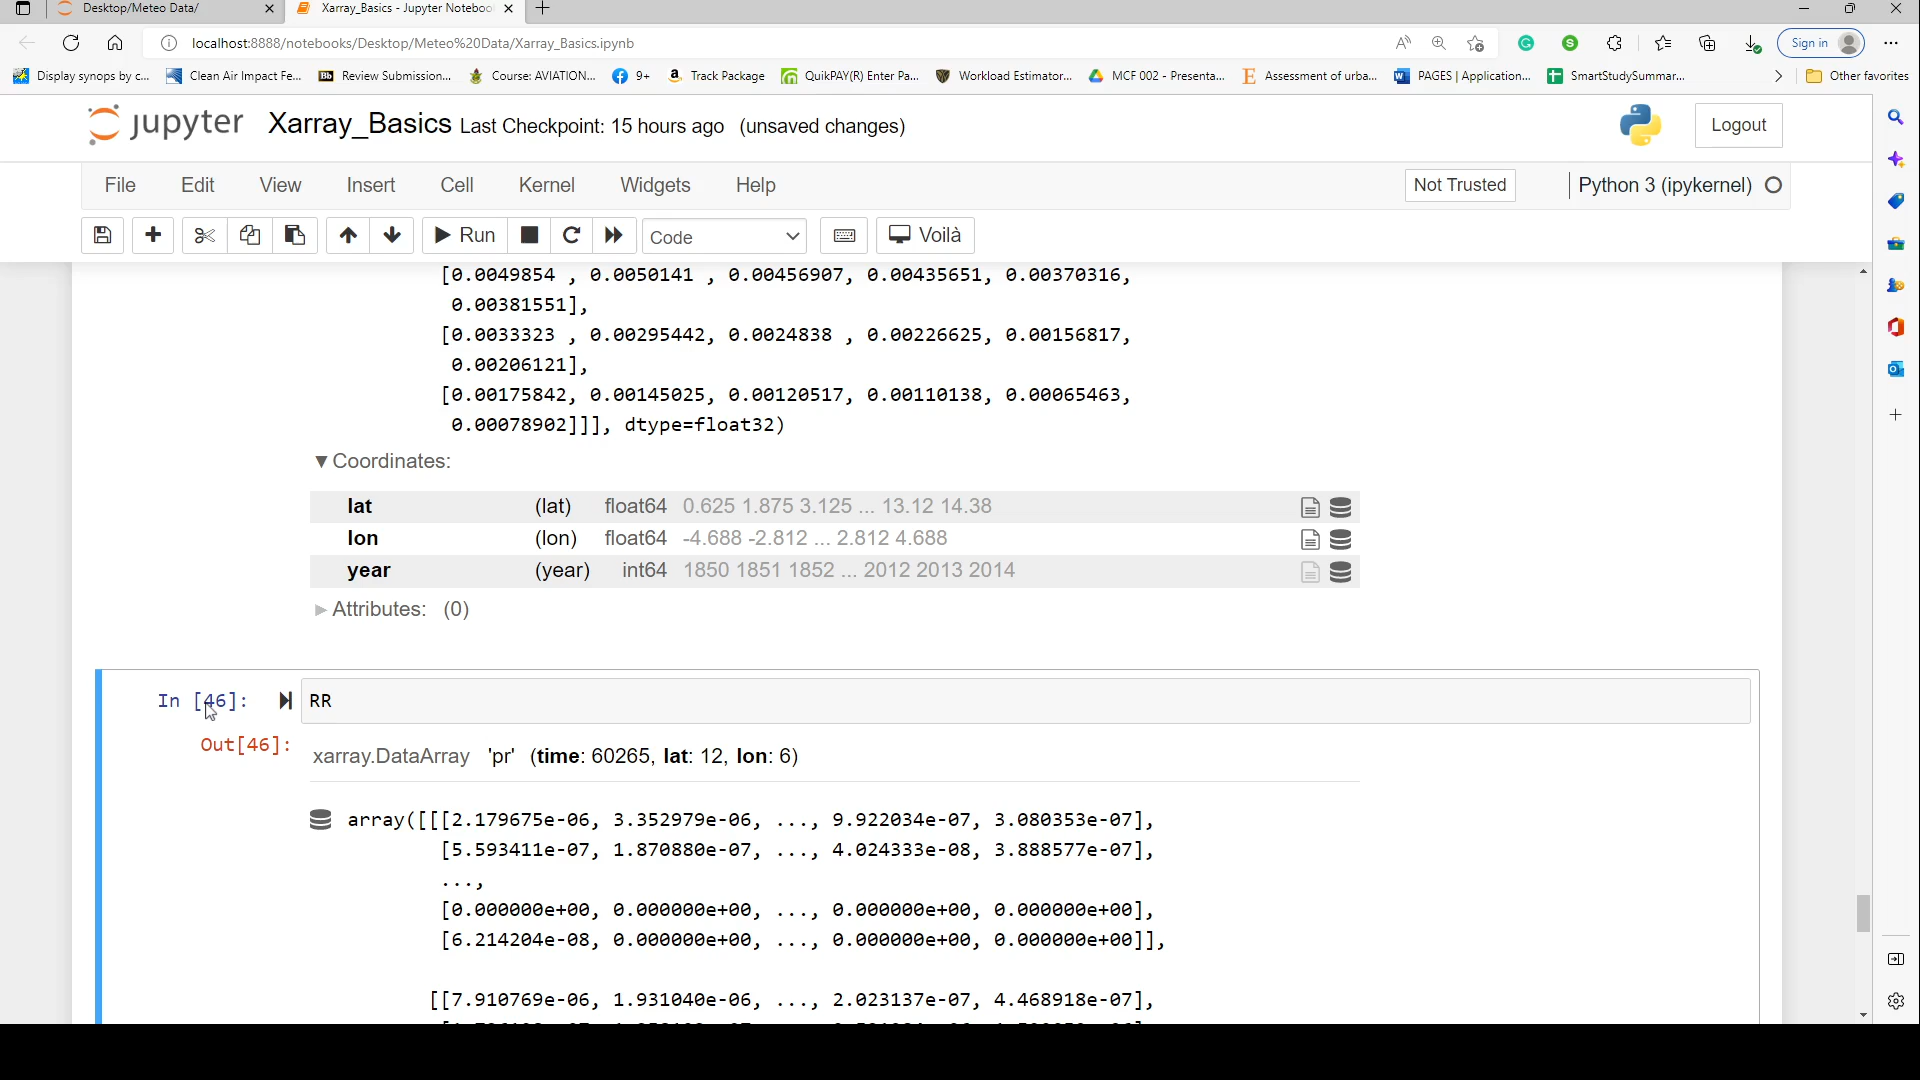 Desktop/Meteo Data/
Xarray_Basics - Jupyter Noteboo
localhost:8888/notebooks/Desktop/Meteo%20Data/Xarray_Basics.ipynb
Sign in
Display synops by c...
Clean Air Impact Fe...
Bb Review Submission...
Course: AVIATION...
9+
Track Package
QuikPAY(R) Enter Pa...
Workload Estimator...
MCF 002 - Presenta...
Assessment of urba...
PAGES | Application...
SmartStudySummar...
Other favorites
jupyter Xarray_Basics Last Checkpoint: 15 hours ago (unsaved changes)
Logout
File Edit View Insert Cell Kernel Widgets Help
Not Trusted
Python 3 (ipykernel)
Run
Code
Voilà
[0.0049854 , 0.0050141 , 0.00456907, 0.00435651, 0.00370316,
0.00381551],
[0.0033323 , 0.00295442, 0.0024838 , 0.00226625, 0.00156817,
0.00206121],
[0.00175842, 0.00145025, 0.00120517, 0.00110138, 0.00065463,
0.00078902]]], dtype=float32)
Coordinates:
lat (lat) float64 0.625 1.875 3.125 ... 13.12 14.38
lon (lon) float64 -4.688 -2.812 ... 2.812 4.688
year (year) int64 1850 1851 1852 ... 2012 2013 2014
Attributes: (0)
In [46]: RR
Out[46]:
xarray.DataArray 'pr' (time: 60265, lat: 12, lon: 6)
array([[[2.179675e-06, 3.352979e-06, ..., 9.922034e-07, 3.080353e-07],
[5.593411e-07, 1.870880e-07, ..., 4.024333e-08, 3.888577e-07],
...,
[0.000000e+00, 0.000000e+00, ..., 0.000000e+00, 0.000000e+00],
[6.214204e-08, 0.000000e+00, ..., 0.000000e+00, 0.000000e+00]],
[[7.910769e-06, 1.931040e-06, ..., 2.023137e-07, 4.468918e-07],